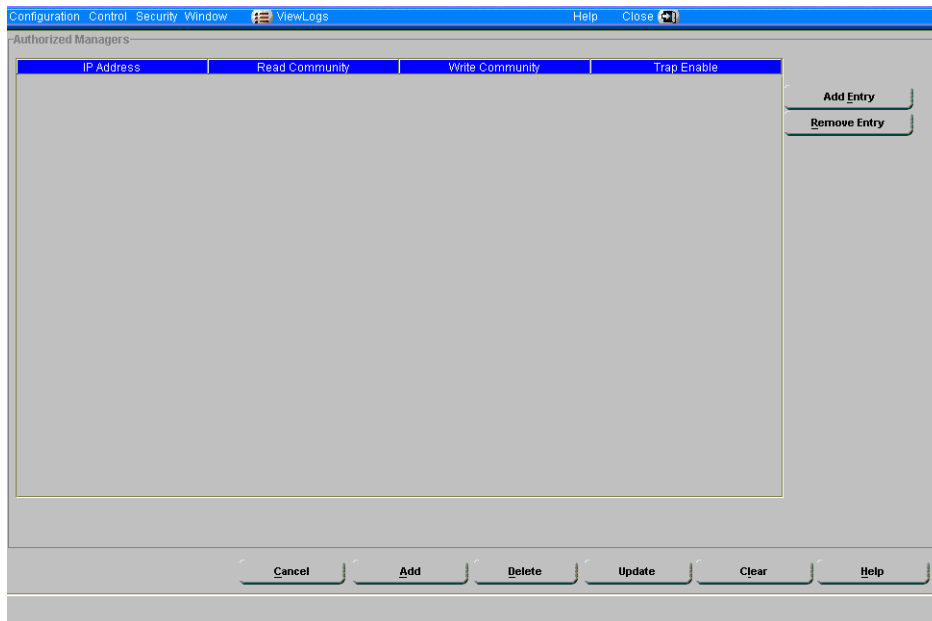 Configuration Control Security Window ViewLogs Help Close
Authorized Managers
IP Address Read Community Write Community Trap Enable
Add Entry
Remove Entry
Cancel Add Delete Update Clear Help